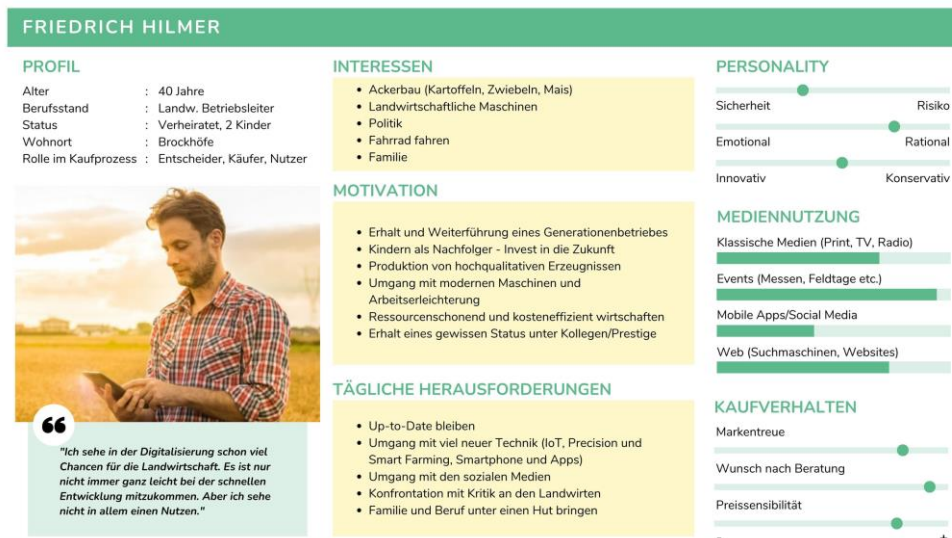 FRIEDRICH HILMER
PROFIL
Alter : 40 Jahre
Berufsstand : Landw. Betriebsleiter
Status : Verheiratet, 2 Kinder
Wohnort : Brockhöfe
Rolle im Kaufprozess : Entscheider, Käufer, Nutzer
"Ich sehe in der Digitalisierung schon viel
Chancen für die Landwirtschaft. Es ist nur
nicht immer ganz leicht bei der schnellen
Entwicklung mitzukommen. Aber ich sehe
nicht in allem einen Nutzen."
INTERESSEN
• Ackerbau (Kartoffeln, Zwiebeln, Mais)
• Landwirtschaftliche Maschinen
• Politik
• Fahrrad fahren
• Familie
MOTIVATION
• Erhalt und Weiterführung eines Generationenbetriebes
• Kindern als Nachfolger - Invest in die Zukunft
• Produktion von hochqualitativen Erzeugnissen
• Umgang mit modernen Maschinen und
Arbeitserleichterung
• Ressourcenschonend und kosteneffizient wirtschaften
• Erhalt eines gewissen Status unter Kollegen/Prestige
TÄGLICHE HERAUSFORDERUNGEN
• Up-to-Date bleiben
• Umgang mit viel neuer Technik (IoT, Precision und
Smart Farming, Smartphone und Apps)
• Umgang mit den sozialen Medien
• Konfrontation mit Kritik an den Landwirten
• Familie und Beruf unter einen Hut bringen
PERSONALITY
Sicherheit Risiko
Emotional Rational
Innovativ Konservativ
MEDIENNUTZUNG
Klassische Medien (Print, TV, Radio)
Events (Messen, Feldtage etc.)
Mobile Apps/Social Media
Web (Suchmaschinen, Websites)
KAUFVERHALTEN
Markentreue
Wunsch nach Beratung
Preissensibilität